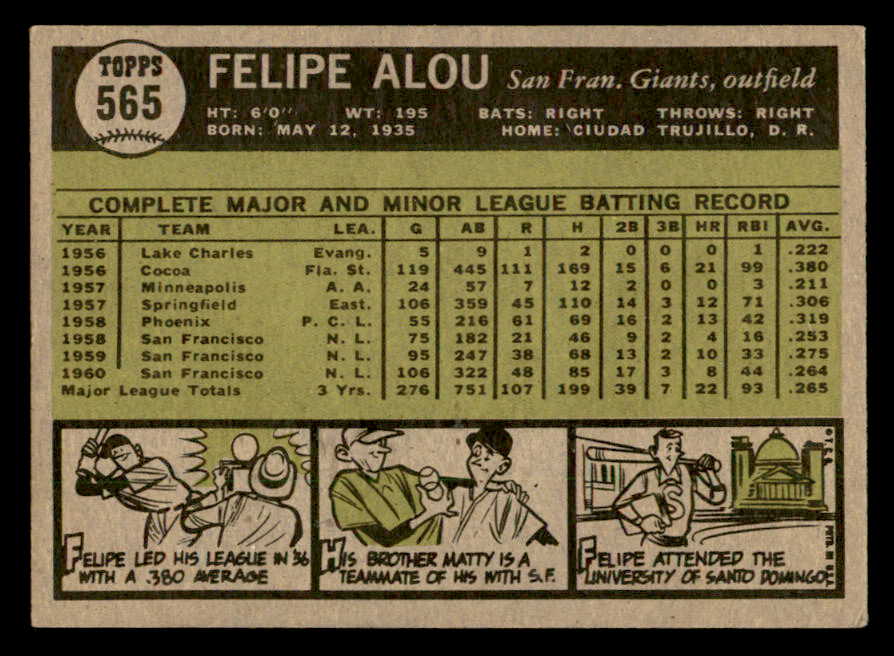 TOPPS
565
FELIPE ALOU San Fran. Giants, outfield
HT: 6'0" WT: 195 BATS: RIGHT THROWS: RIGHT
BORN: MAY 12, 1935 HOME: CIUDAD TRUJILLO, D. R.
COMPLETE MAJOR AND MINOR LEAGUE BATTING RECORD
YEAR TEAM LEA. G AB R H 2B 3B HR RBI AVG.
1956 Lake Charles Evang. 5 9 1 2 0 0 0 1 .222
1956 Cocoa Fla. St. 119 445 111 169 15 6 21 99 .380
1957 Minneapolis A. A. 24 57 7 12 2 0 0 3 .211
1957 Springfield East. 106 359 45 110 14 3 12 71 .306
1958 Phoenix P. C. L. 55 216 61 69 16 2 13 42 .319
1958 San Francisco N. L. 75 182 21 46 9 2 4 16 .253
1959 San Francisco N. L. 95 247 38 68 13 2 10 33 .275
1960 San Francisco N. L. 106 322 48 85 17 3 8 44 .264
Major League Totals 3 Yrs. 276 751 107 199 39 7 22 93 .265
FELIPE LED HIS LEAGUE IN '56
WITH A .380 AVERAGE
HIS BROTHER MATTY IS A
TEAMMATE OF HIS WITH S.F.
S
FELIPE ATTENDED THE
UNIVERSITY OF SANTO DOMINGO
© T.C.G. PRTD. IN U.S.A.